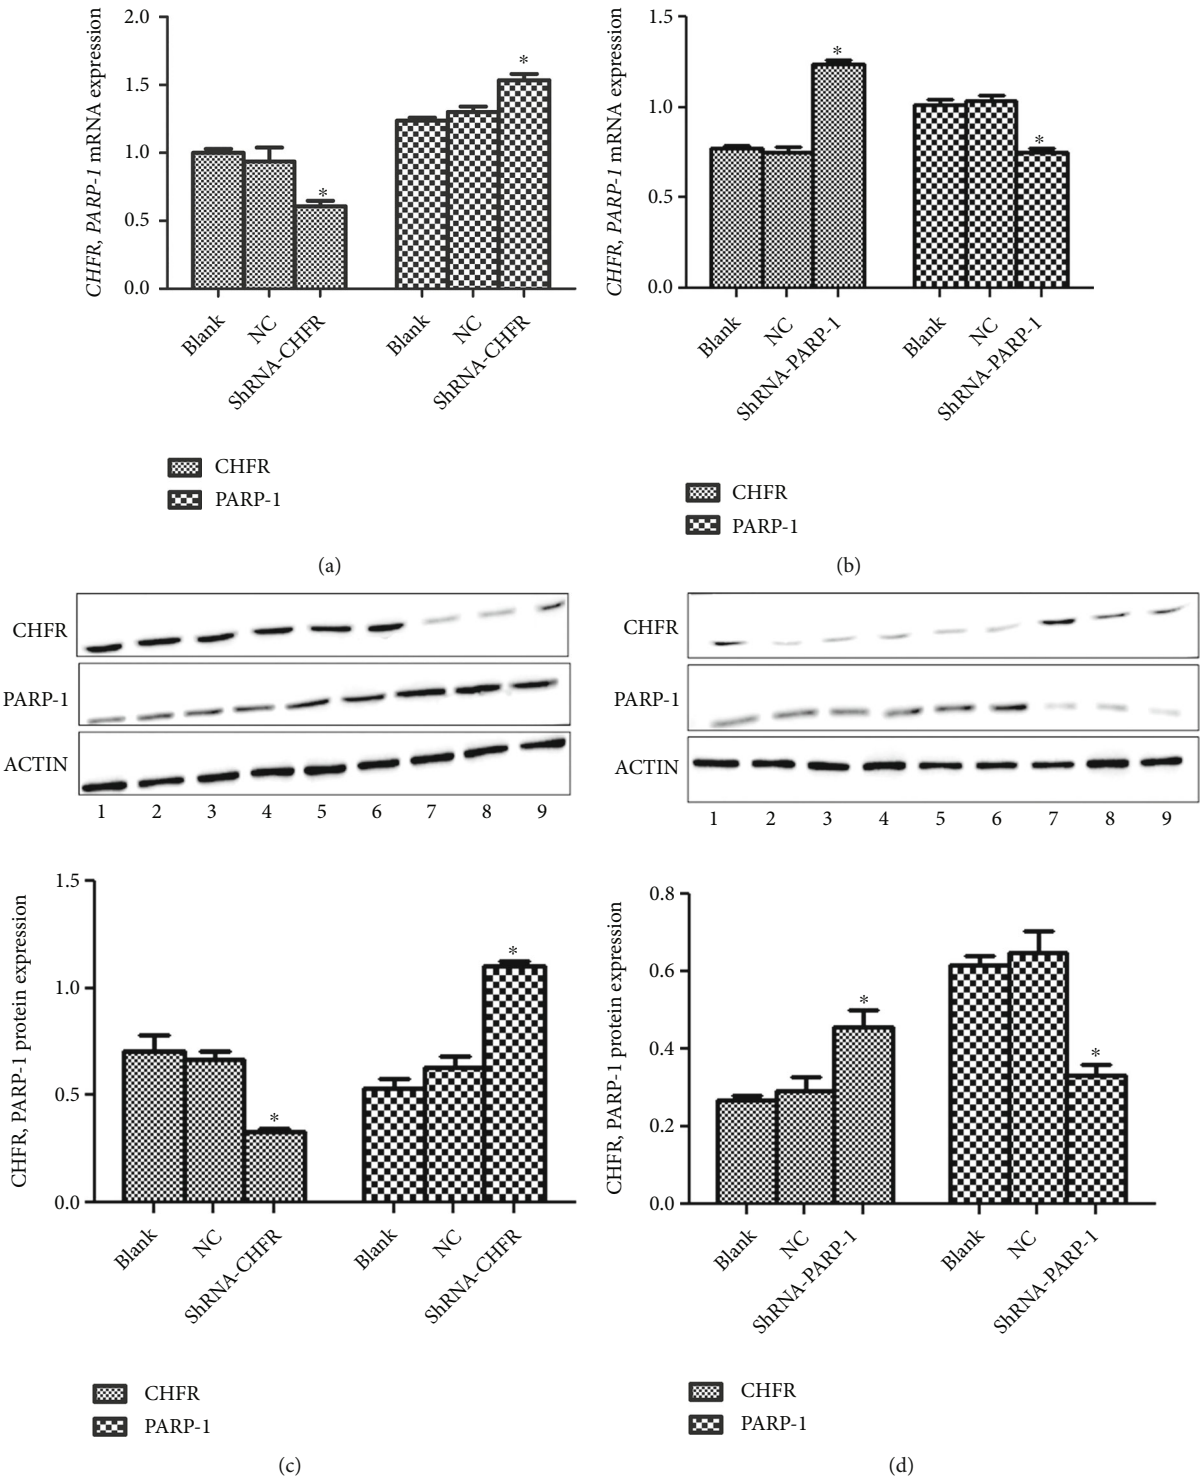 CHFR, PARP-1 mRNA expression
2.0
1.5
1.0
0.5
0.0
*
*
Blank
NC
ShRNA-CHFR
Blank
NC
ShRNA-CHFR
CHFR
PARP-1
(a)
CHFR, PARP-1 mRNA expression
1.5
1.0
0.5
0.0
*
*
Blank
NC
ShRNA-PARP-1
Blank
NC
ShRNA-PARP-1
CHFR
PARP-1
(b)
CHFR
PARP-1
ACTIN
1 2 3 4 5 6 7 8 9
CHFR, PARP-1 protein expression
1.5
1.0
0.5
0.0
*
*
Blank
NC
ShRNA-CHFR
Blank
NC
ShRNA-CHFR
CHFR
PARP-1
(c)
CHFR
PARP-1
ACTIN
1 2 3 4 5 6 7 8 9
CHFR, PARP-1 protein expression
0.8
0.6
0.4
0.2
0.0
*
*
Blank
NC
ShRNA-PARP-1
Blank
NC
ShRNA-PARP-1
CHFR
PARP-1
(d)